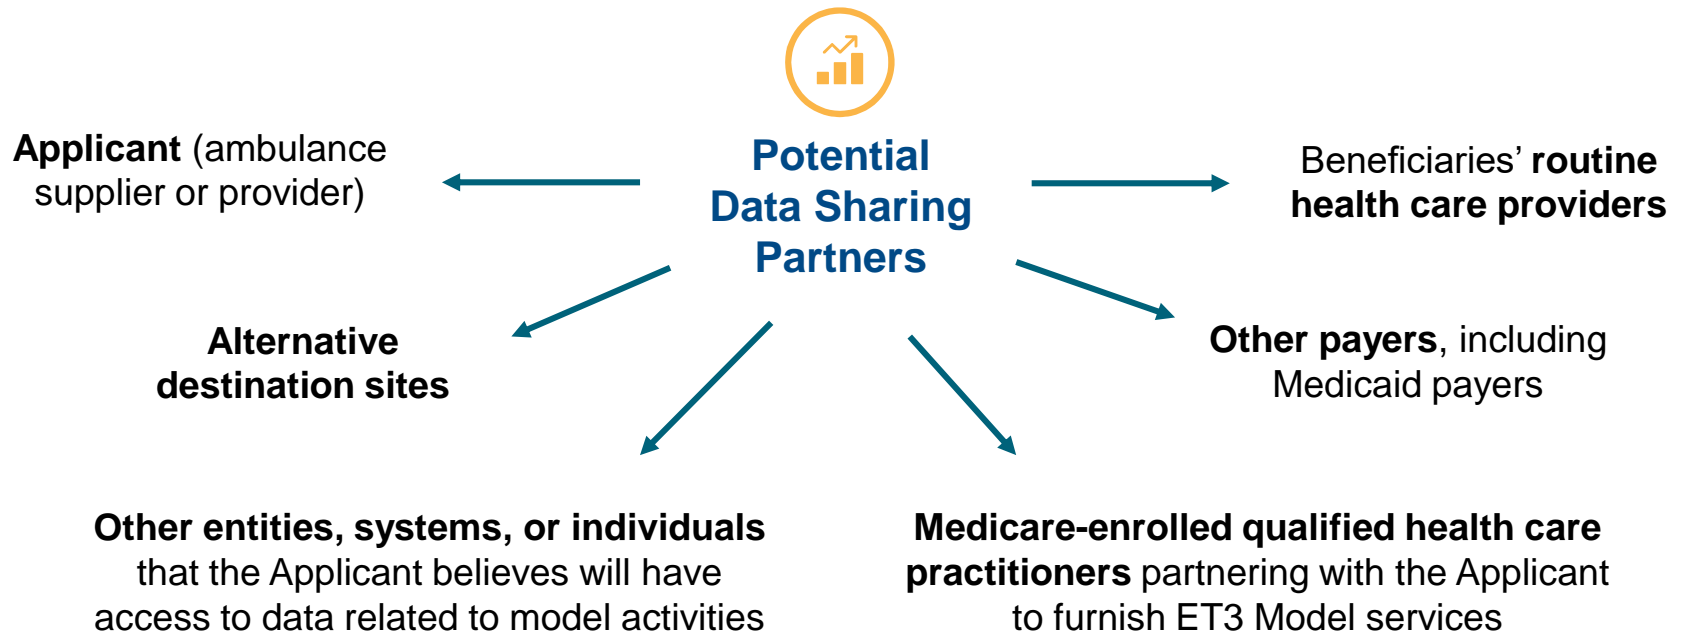 Potential
Data Sharing
Partners
Applicant (ambulance
supplier or provider)
Beneficiaries’ routine
health care providers
Alternative
destination sites
Other payers, including
Medicaid payers
Other entities, systems, or individuals
that the Applicant believes will have
access to data related to model activities
Medicare-enrolled qualified health care
practitioners partnering with the Applicant
to furnish ET3 Model services